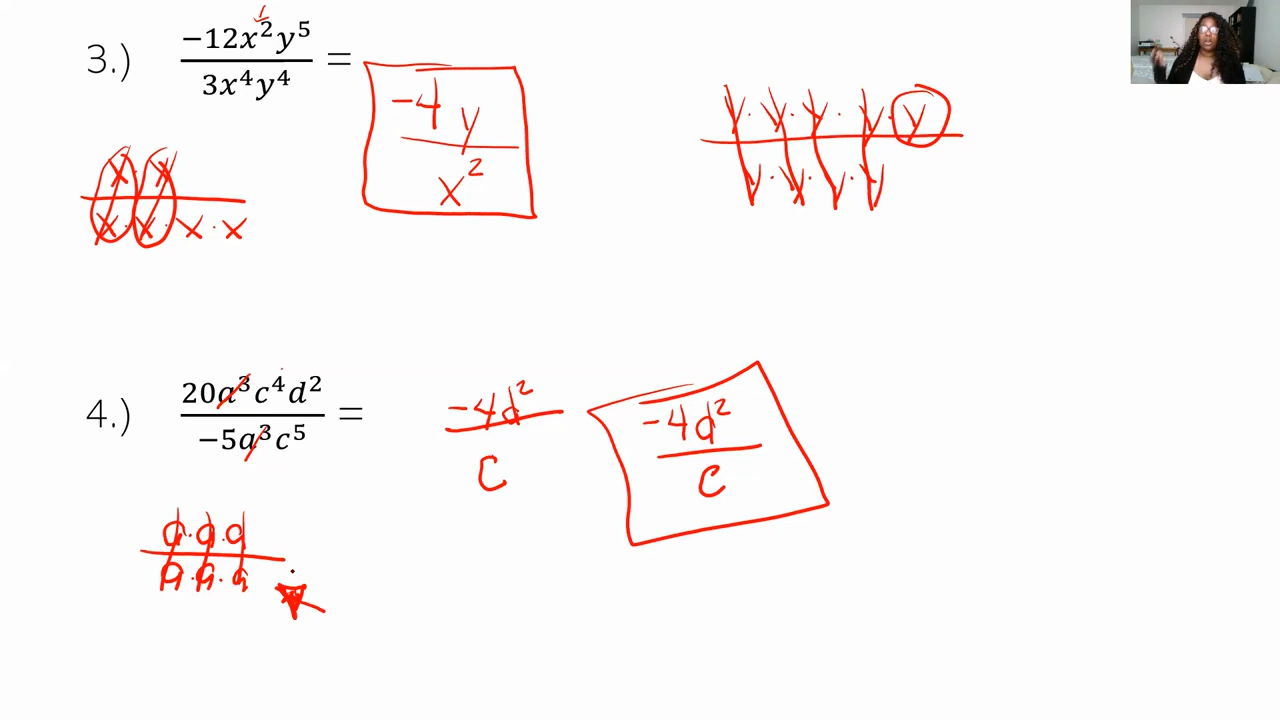 3.) -12x²y⁵ / 3x⁴y⁴ = -4y / x²
x · x / x · x · x · x
y · y · y · y · y / y · y · y · y
4.) 20a³c⁴d² / -5a³c⁵ = -4d² / c
-4d² / c
a · a · a / a · a · a